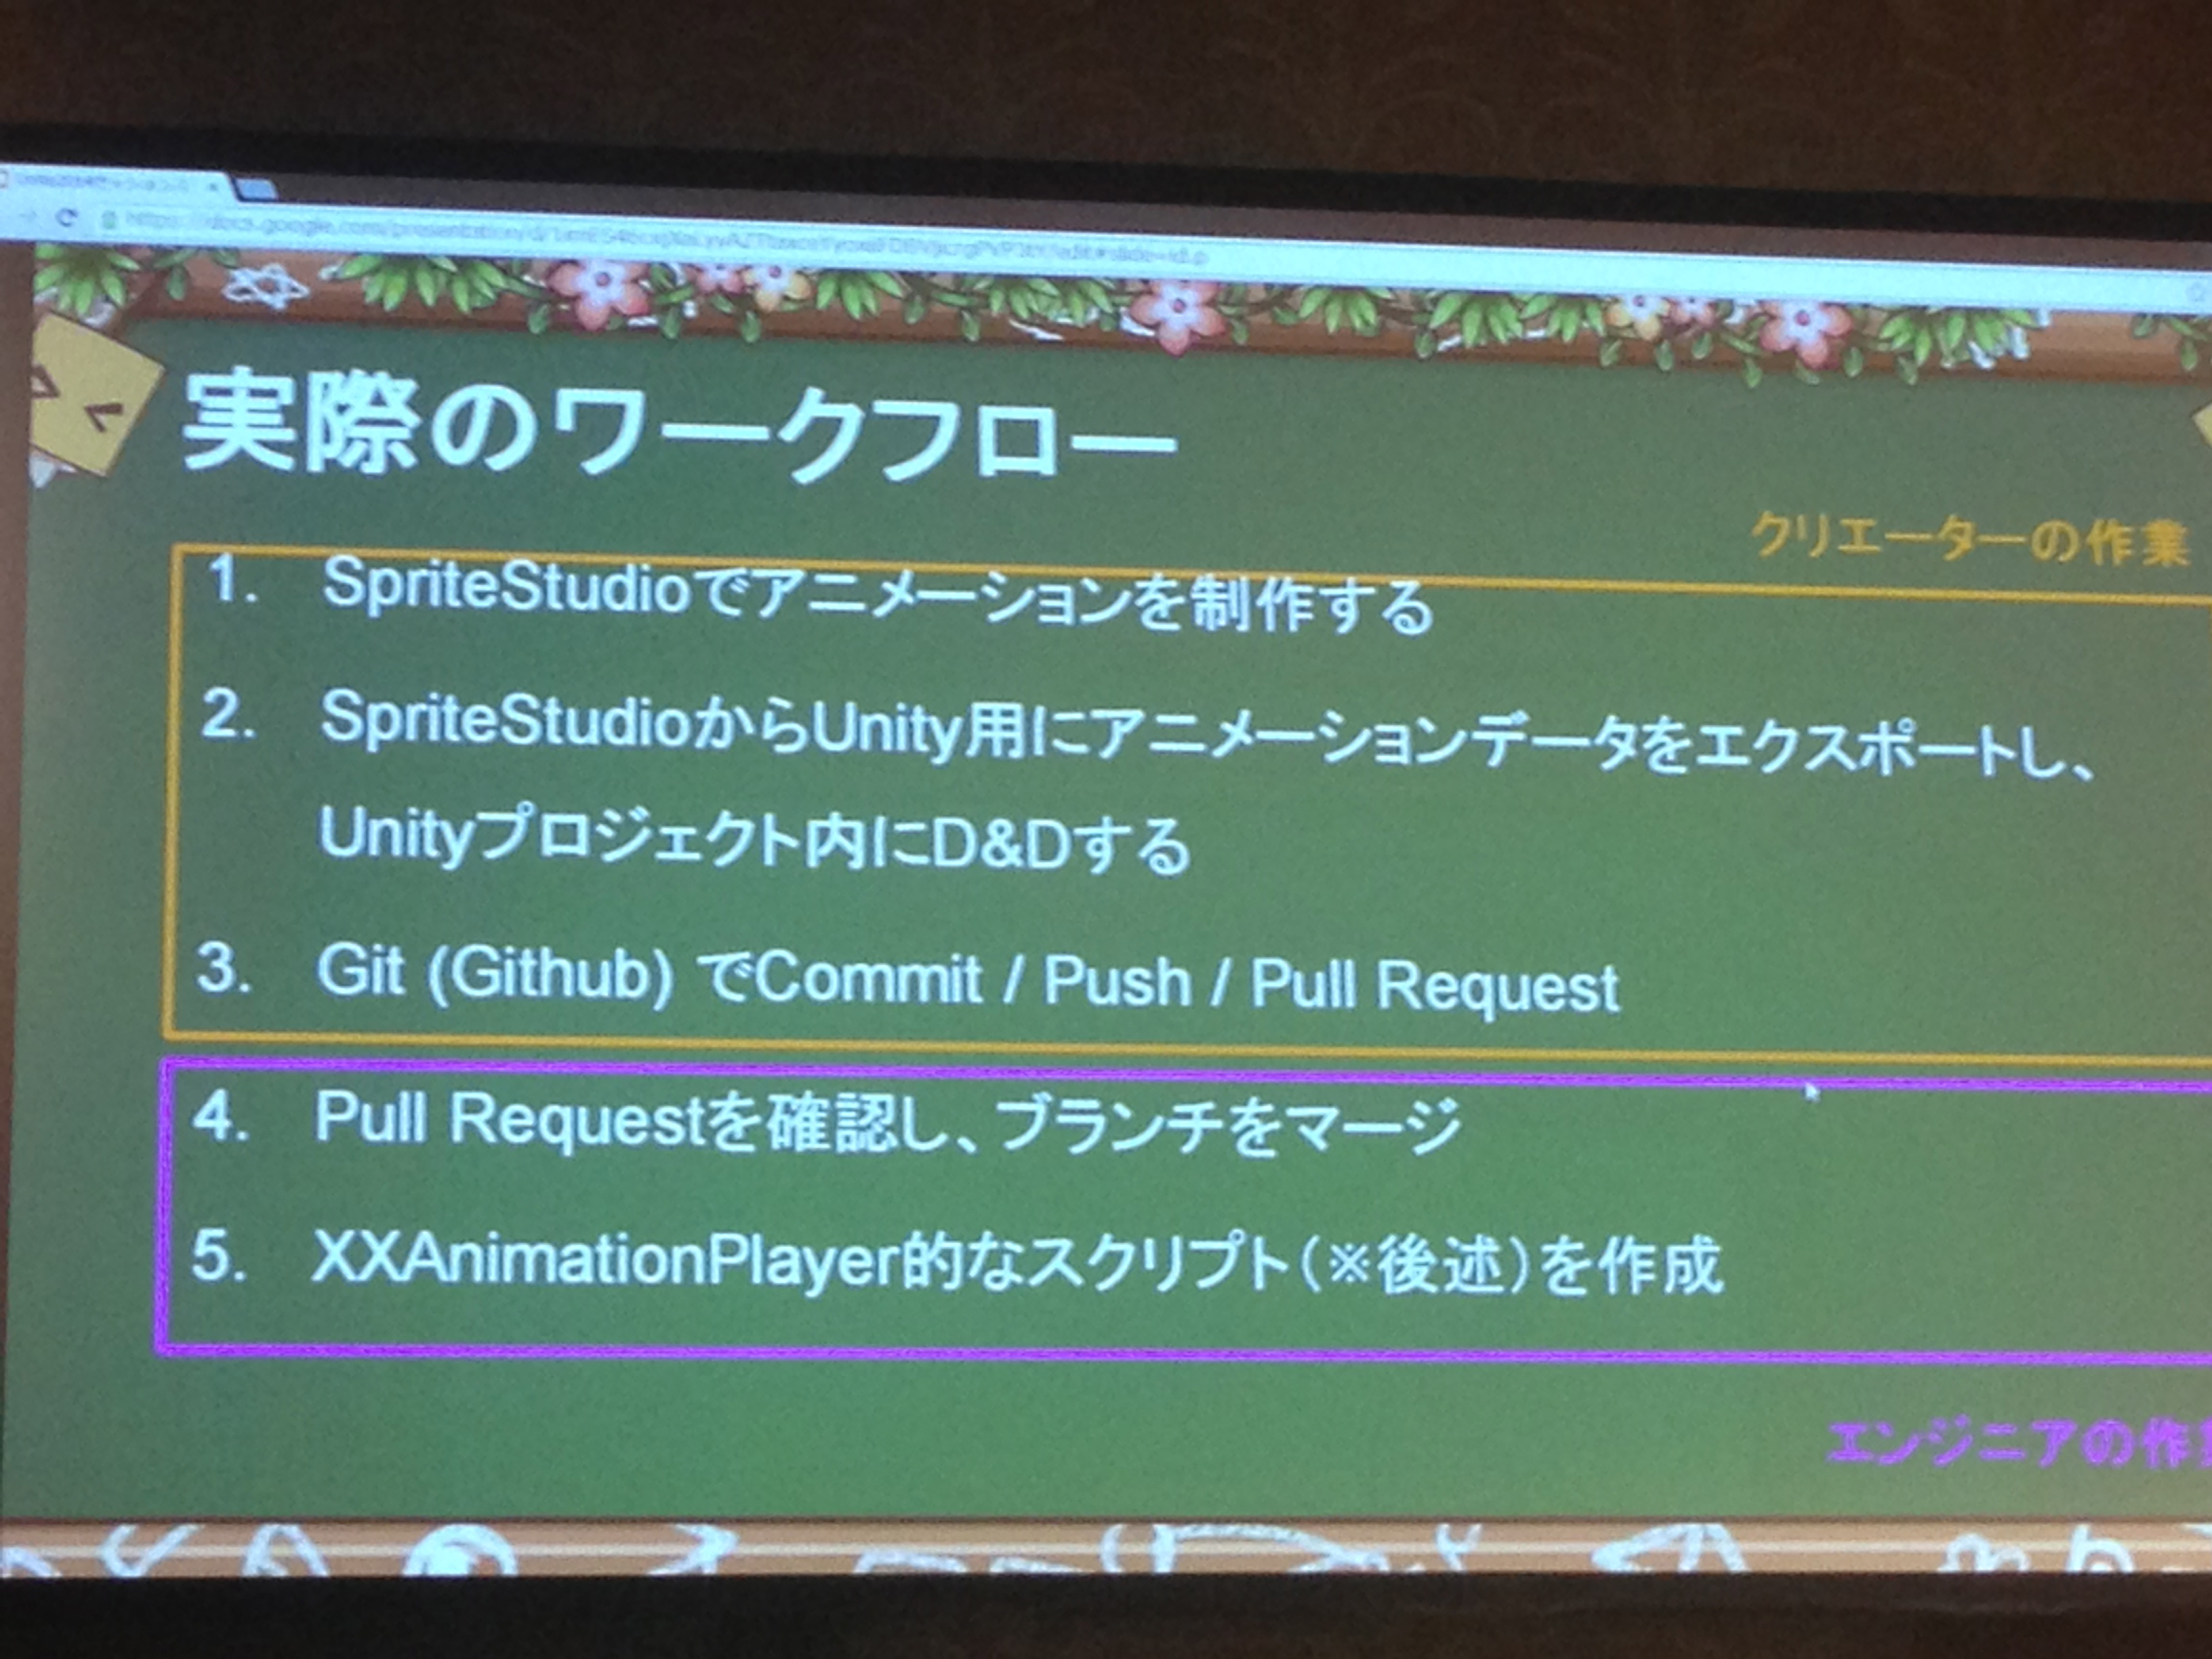 実際のワークフロー
クリエーターの作業
1. SpriteStudioでアニメーションを制作する
2. SpriteStudioからUnity用にアニメーションデータをエクスポートし、
Unityプロジェクト内にD&Dする
3. Git (Github) でCommit / Push / Pull Request
4. Pull Requestを確認し、ブランチをマージ
5. XXAnimationPlayer的なスクリプト(※後述)を作成
エンジニアの作